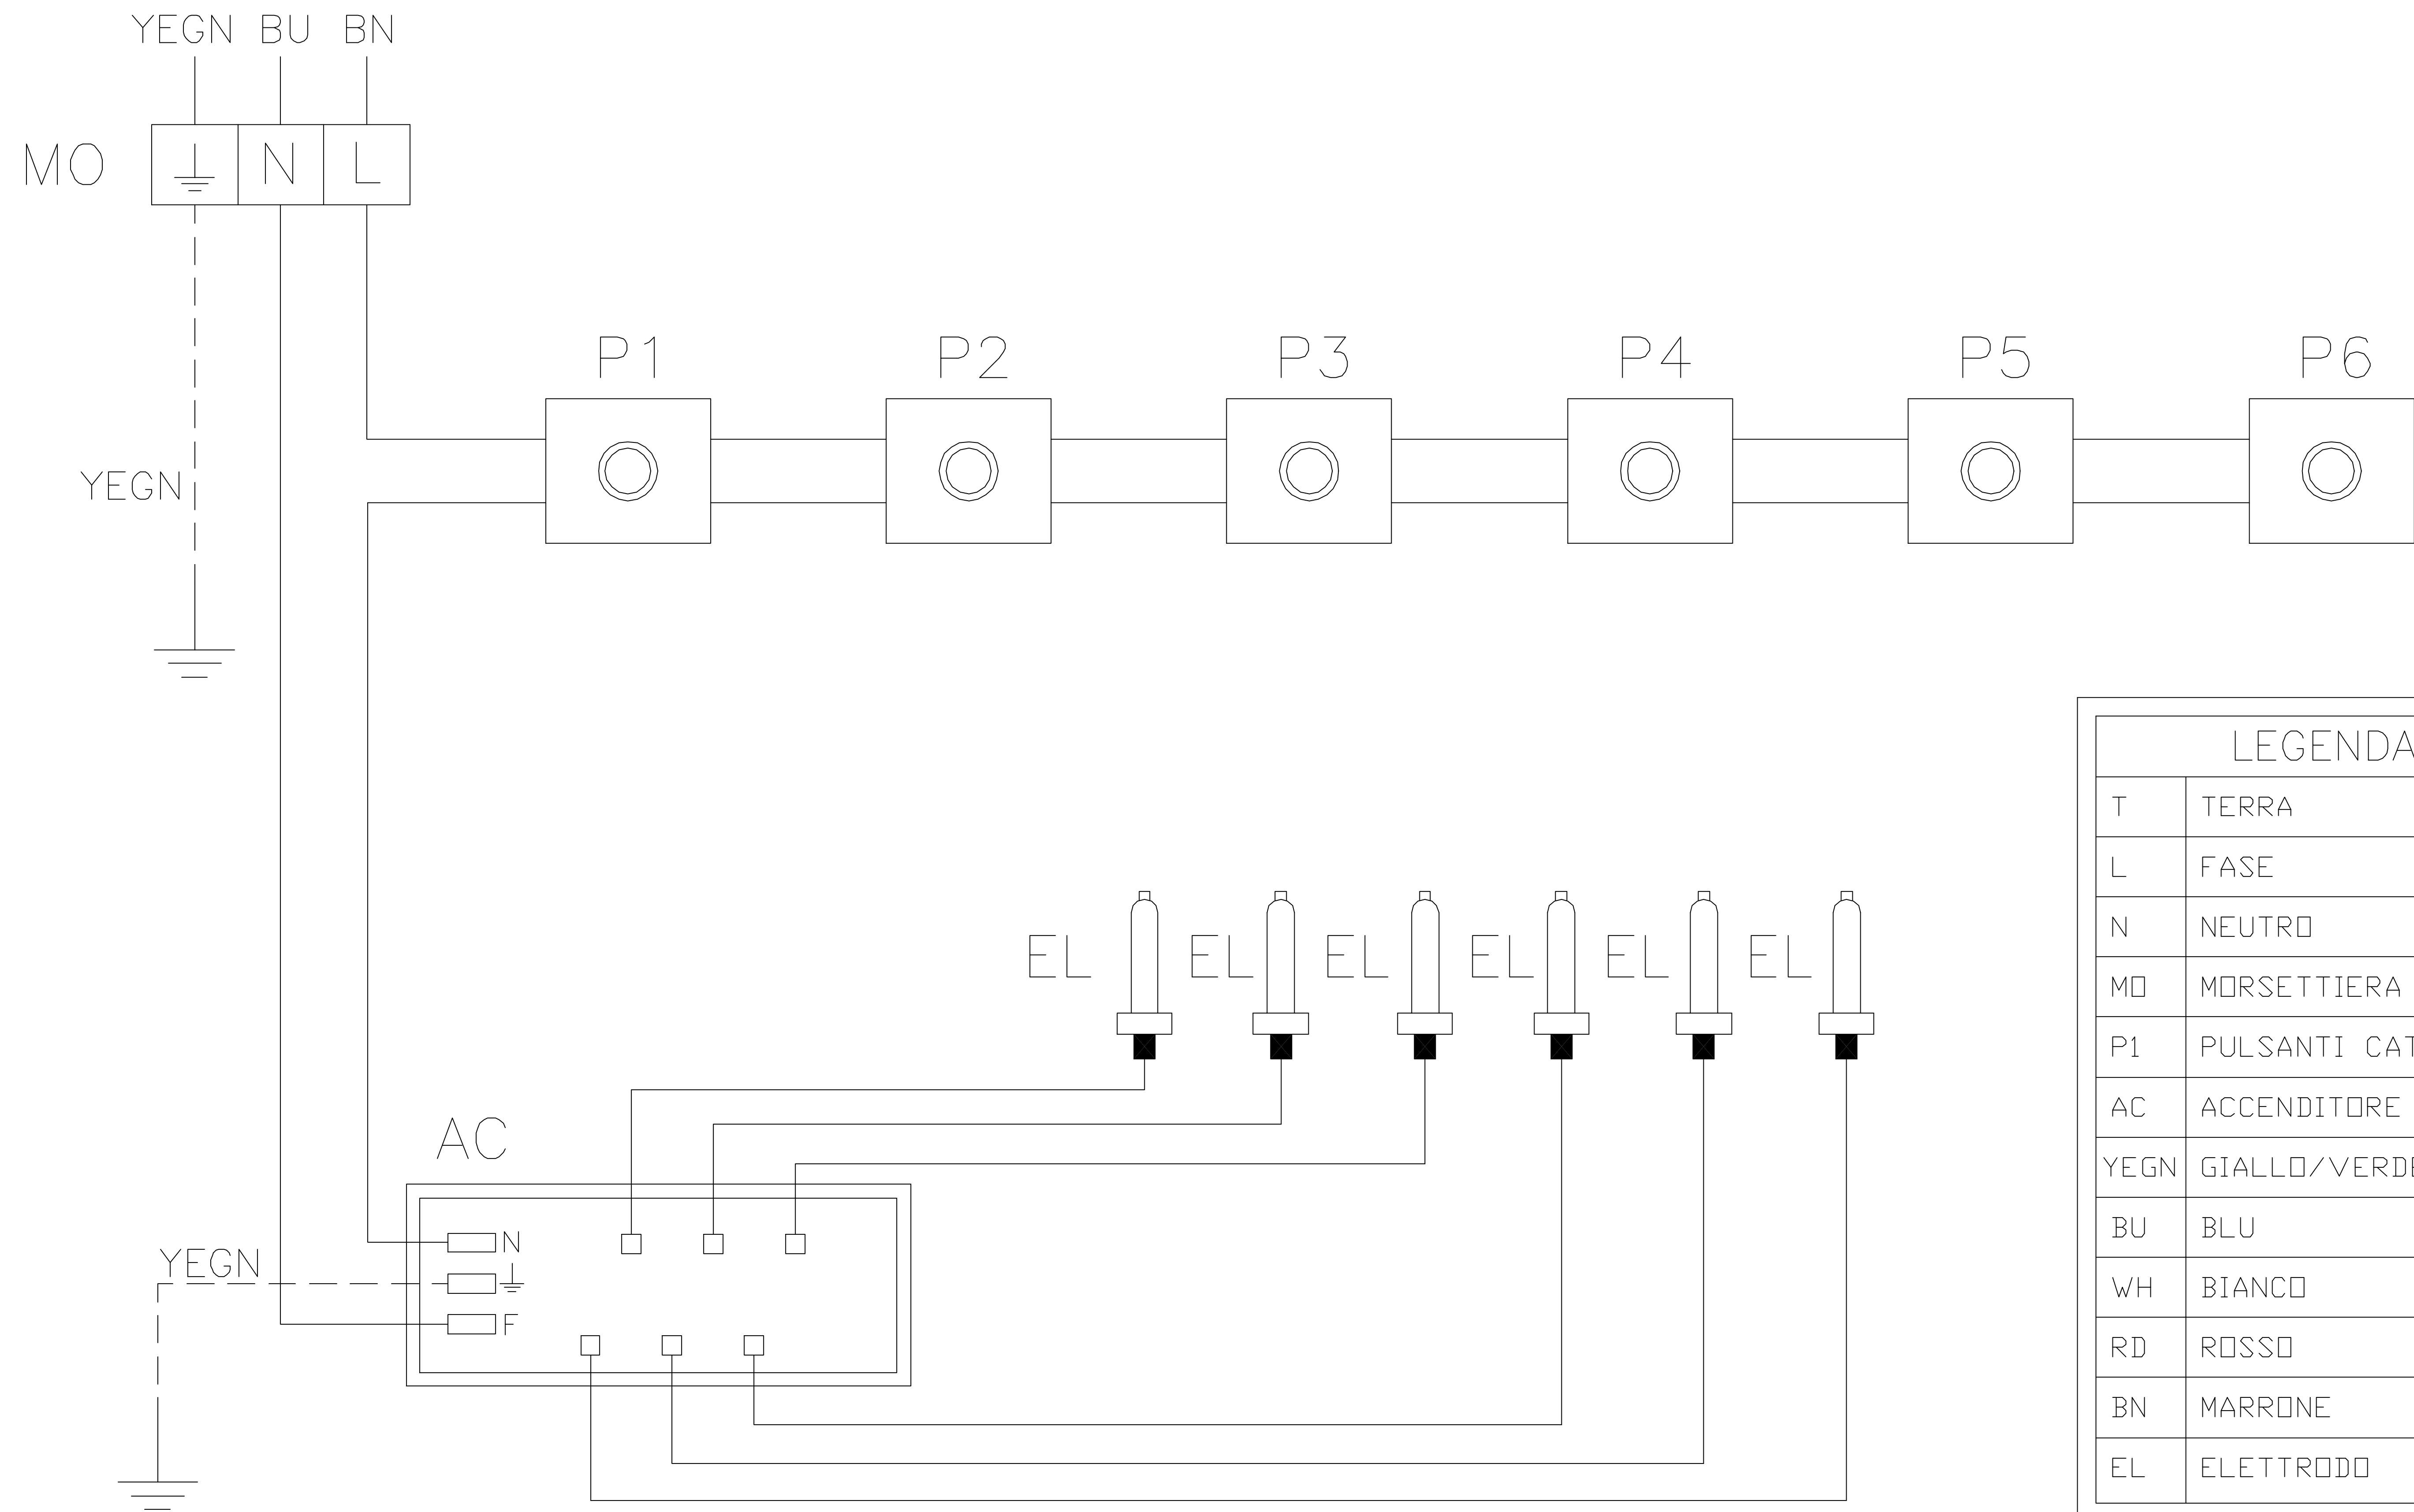 YEGN BU BN
MO N L
P1 P2 P3 P4 P5 P6
YEGN
LEGENDA
T TERRA
L FASE
N NEUTRO
MO MORSETTIERA
P1 PULSANTI CAT
AC ACCENDITORE
YEGN GIALLO/VERDE
BU BLU
WH BIANCO
RD ROSSO
BN MARRONE
EL ELETTRODO
EL EL EL EL EL EL
AC
N
YEGN
F